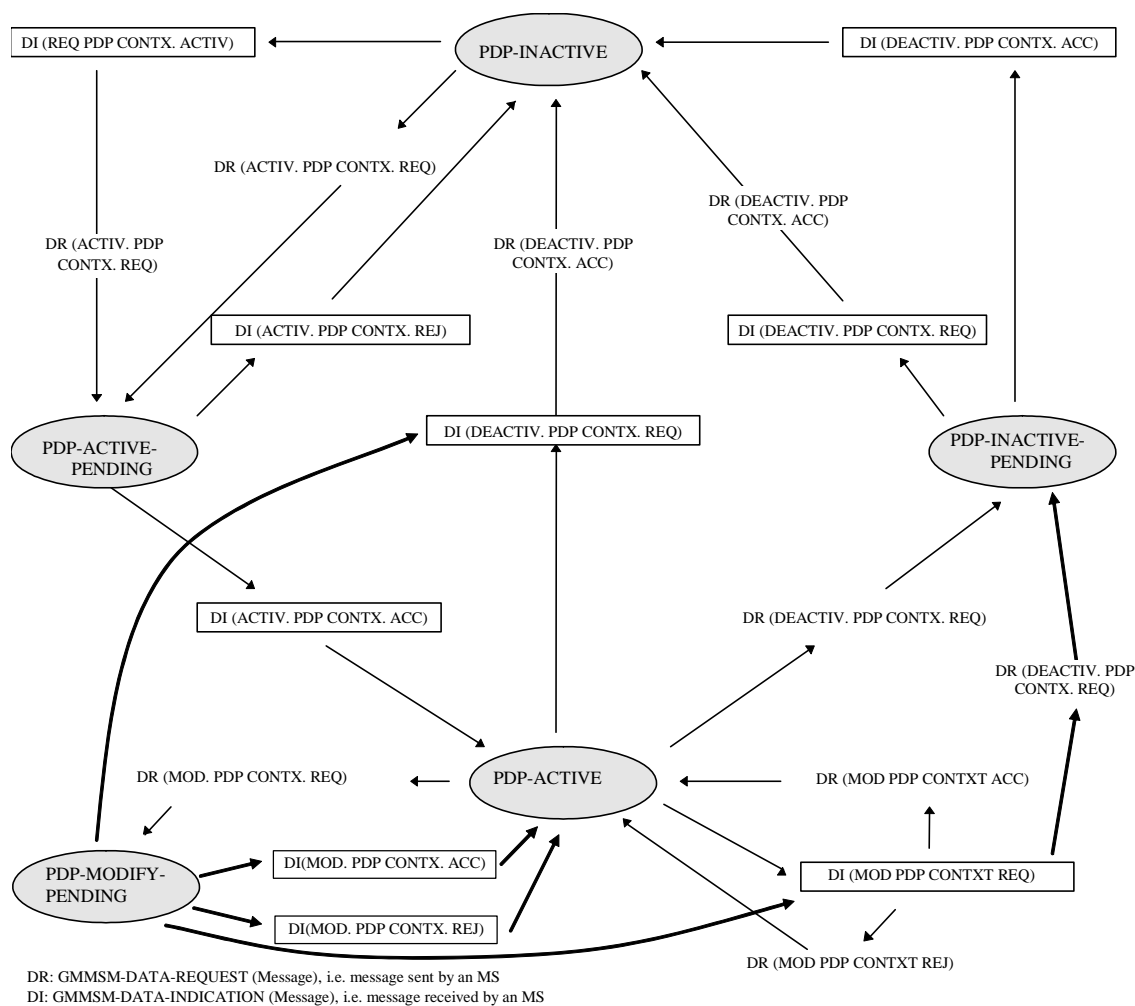 DI (REQ PDP CONTX. ACTIV)
PDP-INACTIVE
DI (DEACTIV. PDP CONTX. ACC)
DR (ACTIV. PDP CONTX. REQ)
DR (DEACTIV. PDP
CONTX. ACC)
DR (ACTIV. PDP
CONTX. REQ)
DR (DEACTIV. PDP
CONTX. ACC)
DI (ACTIV. PDP CONTX. REJ)
DI (DEACTIV. PDP CONTX. REQ)
DI (DEACTIV. PDP CONTX. REQ)
PDP-ACTIVE-
PENDING
PDP-INACTIVE-
PENDING
DI (ACTIV. PDP CONTX. ACC)
DR (DEACTIV. PDP CONTX. REQ)
DR (DEACTIV. PDP
CONTX. REQ)
DR (MOD. PDP CONTX. REQ)
PDP-ACTIVE
DR (MOD PDP CONTXT ACC)
DI(MOD. PDP CONTX. ACC)
PDP-MODIFY-
PENDING
DI (MOD PDP CONTXT REQ)
DI(MOD. PDP CONTX. REJ)
DR (MOD PDP CONTXT REJ)
DR: GMMSM-DATA-REQUEST (Message), i.e. message sent by an MS
DI: GMMSM-DATA-INDICATION (Message), i.e. message received by an MS